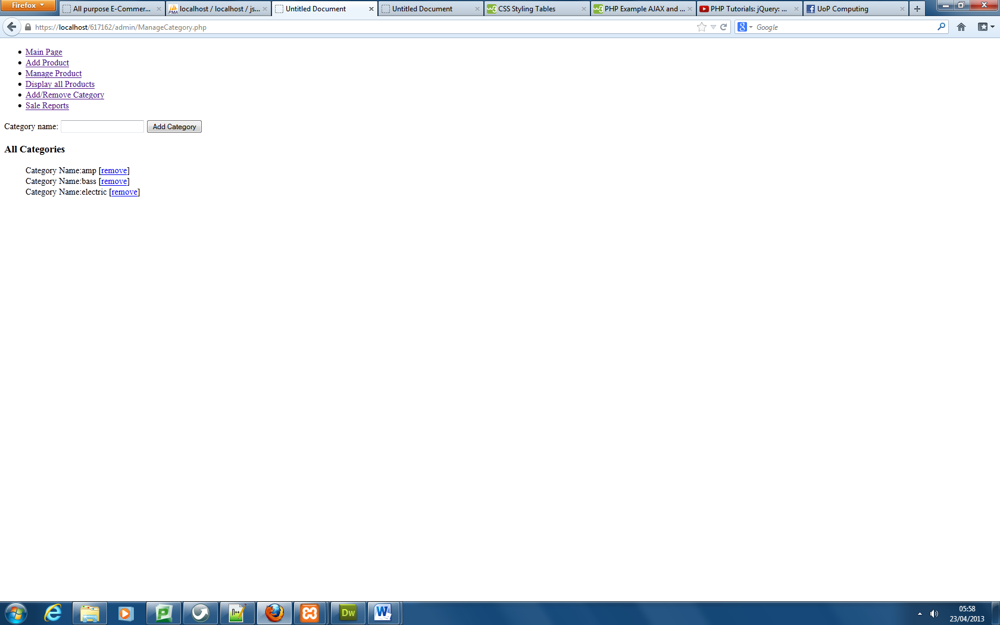 Firefox
All purpose E-Commer...
localhost / localhost / js...
Untitled Document
Untitled Document
CSS Styling Tables
PHP Example AJAX and ...
PHP Tutorials: jQuery: ...
UoP Computing
https://localhost/617162/admin/ManageCategory.php
Google
Main Page
Add Product
Manage Product
Display all Products
Add/Remove Category
Sale Reports
Category name: Add Category
All Categories
Category Name:amp [remove]
Category Name:bass [remove]
Category Name:electric [remove]
05:58
23/04/2013